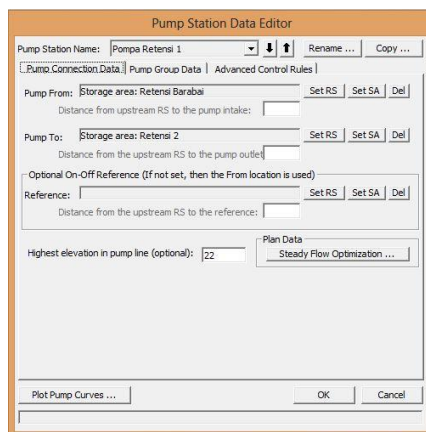 Pump Station Data Editor
Pump Station Name: Pompa Retensi 1 Rename ... Copy ...
Pump Connection Data Pump Group Data Advanced Control Rules
Pump From: Storage area: Retensi Barabai Set RS Set SA Del
Distance from upstream RS to the pump intake:
Pump To: Storage area: Retensi 2 Set RS Set SA Del
Distance from upstream RS to the pump outlet
Optional On-Off Reference (If not set, then the From location is used)
Reference: Set RS Set SA Del
Distance from the upstream RS to the reference:
Plan Data
Highest elevation in pump line (optional): 22 Steady Flow Optimization ...
Plot Pump Curves ... OK Cancel